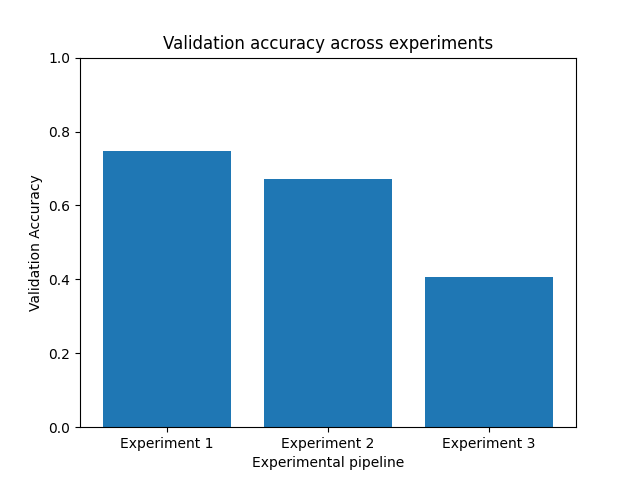 Validation accuracy across experiments
1.0
0.8
0.6
0.4
0.2
0.0
Validation Accuracy
Experiment 1 Experiment 2 Experiment 3
Experimental pipeline